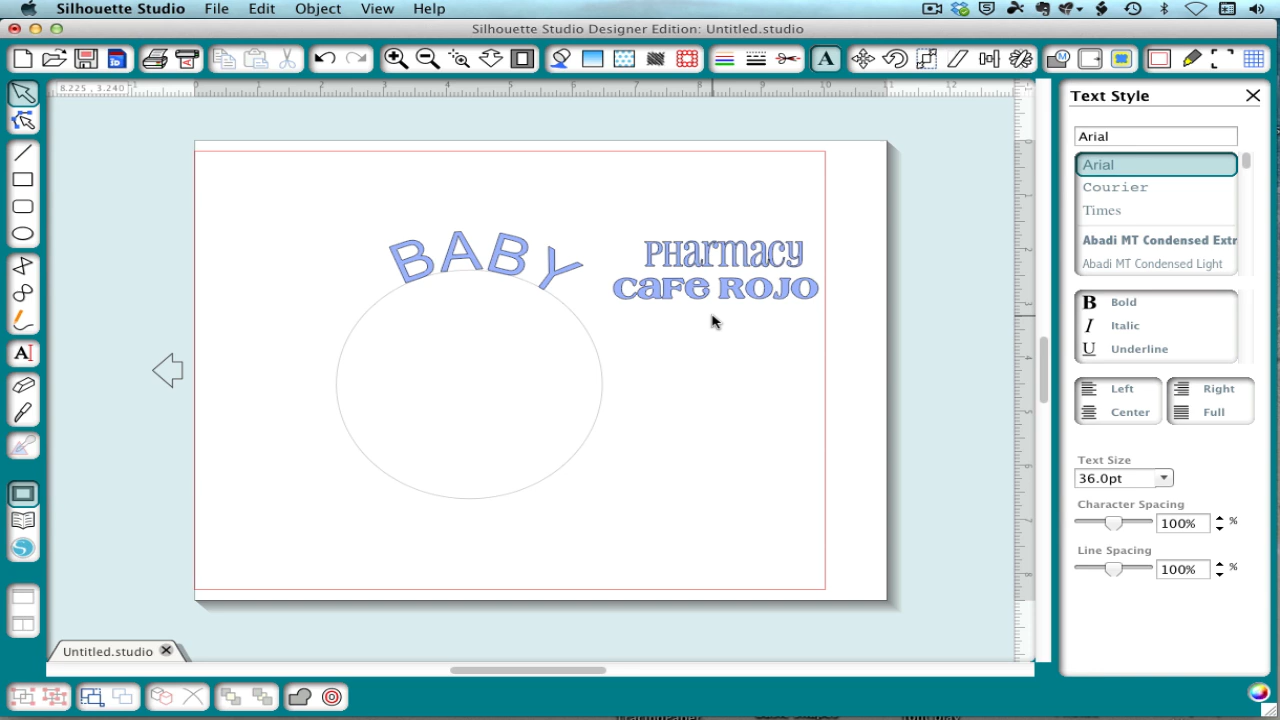 Silhouette Studio File Edit Object View Help
Silhouette Studio Designer Edition: Untitled.studio
8.225 , 3.240
Text Style
Arial
Arial
Courier
Times
Abadi MT Condensed Extr
Abadi MT Condensed Light
B Bold
I Italic
U Underline
Left Right
Center Full
Text Size
36.0pt
Character Spacing
100% %
Line Spacing
100% %
BABY
PHarmacy
caFe ROJO
Untitled.studio